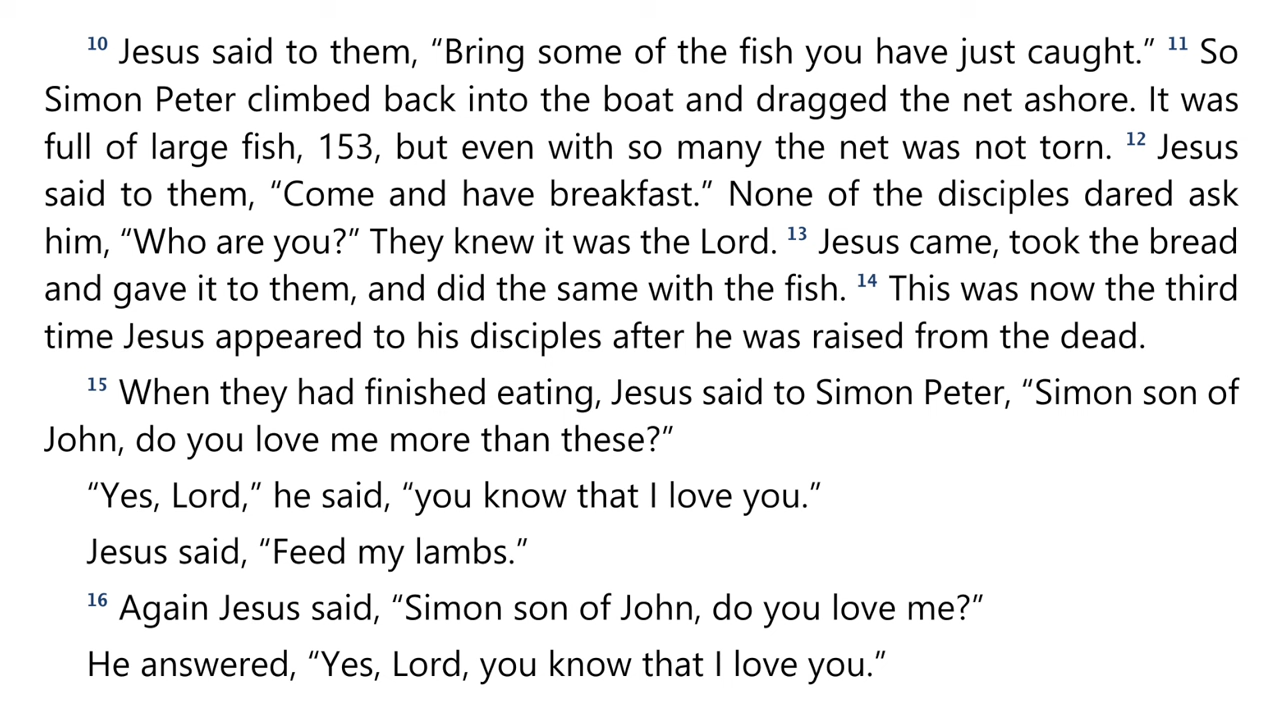 10 Jesus said to them, “Bring some of the fish you have just caught.” 11 So
Simon Peter climbed back into the boat and dragged the net ashore. It was
full of large fish, 153, but even with so many the net was not torn. 12 Jesus
said to them, “Come and have breakfast.” None of the disciples dared ask
him, “Who are you?” They knew it was the Lord. 13 Jesus came, took the bread
and gave it to them, and did the same with the fish. 14 This was now the third
time Jesus appeared to his disciples after he was raised from the dead.
15 When they had finished eating, Jesus said to Simon Peter, “Simon son of
John, do you love me more than these?”
“Yes, Lord,” he said, “you know that I love you.”
Jesus said, “Feed my lambs.”
16 Again Jesus said, “Simon son of John, do you love me?”
He answered, “Yes, Lord, you know that I love you.”